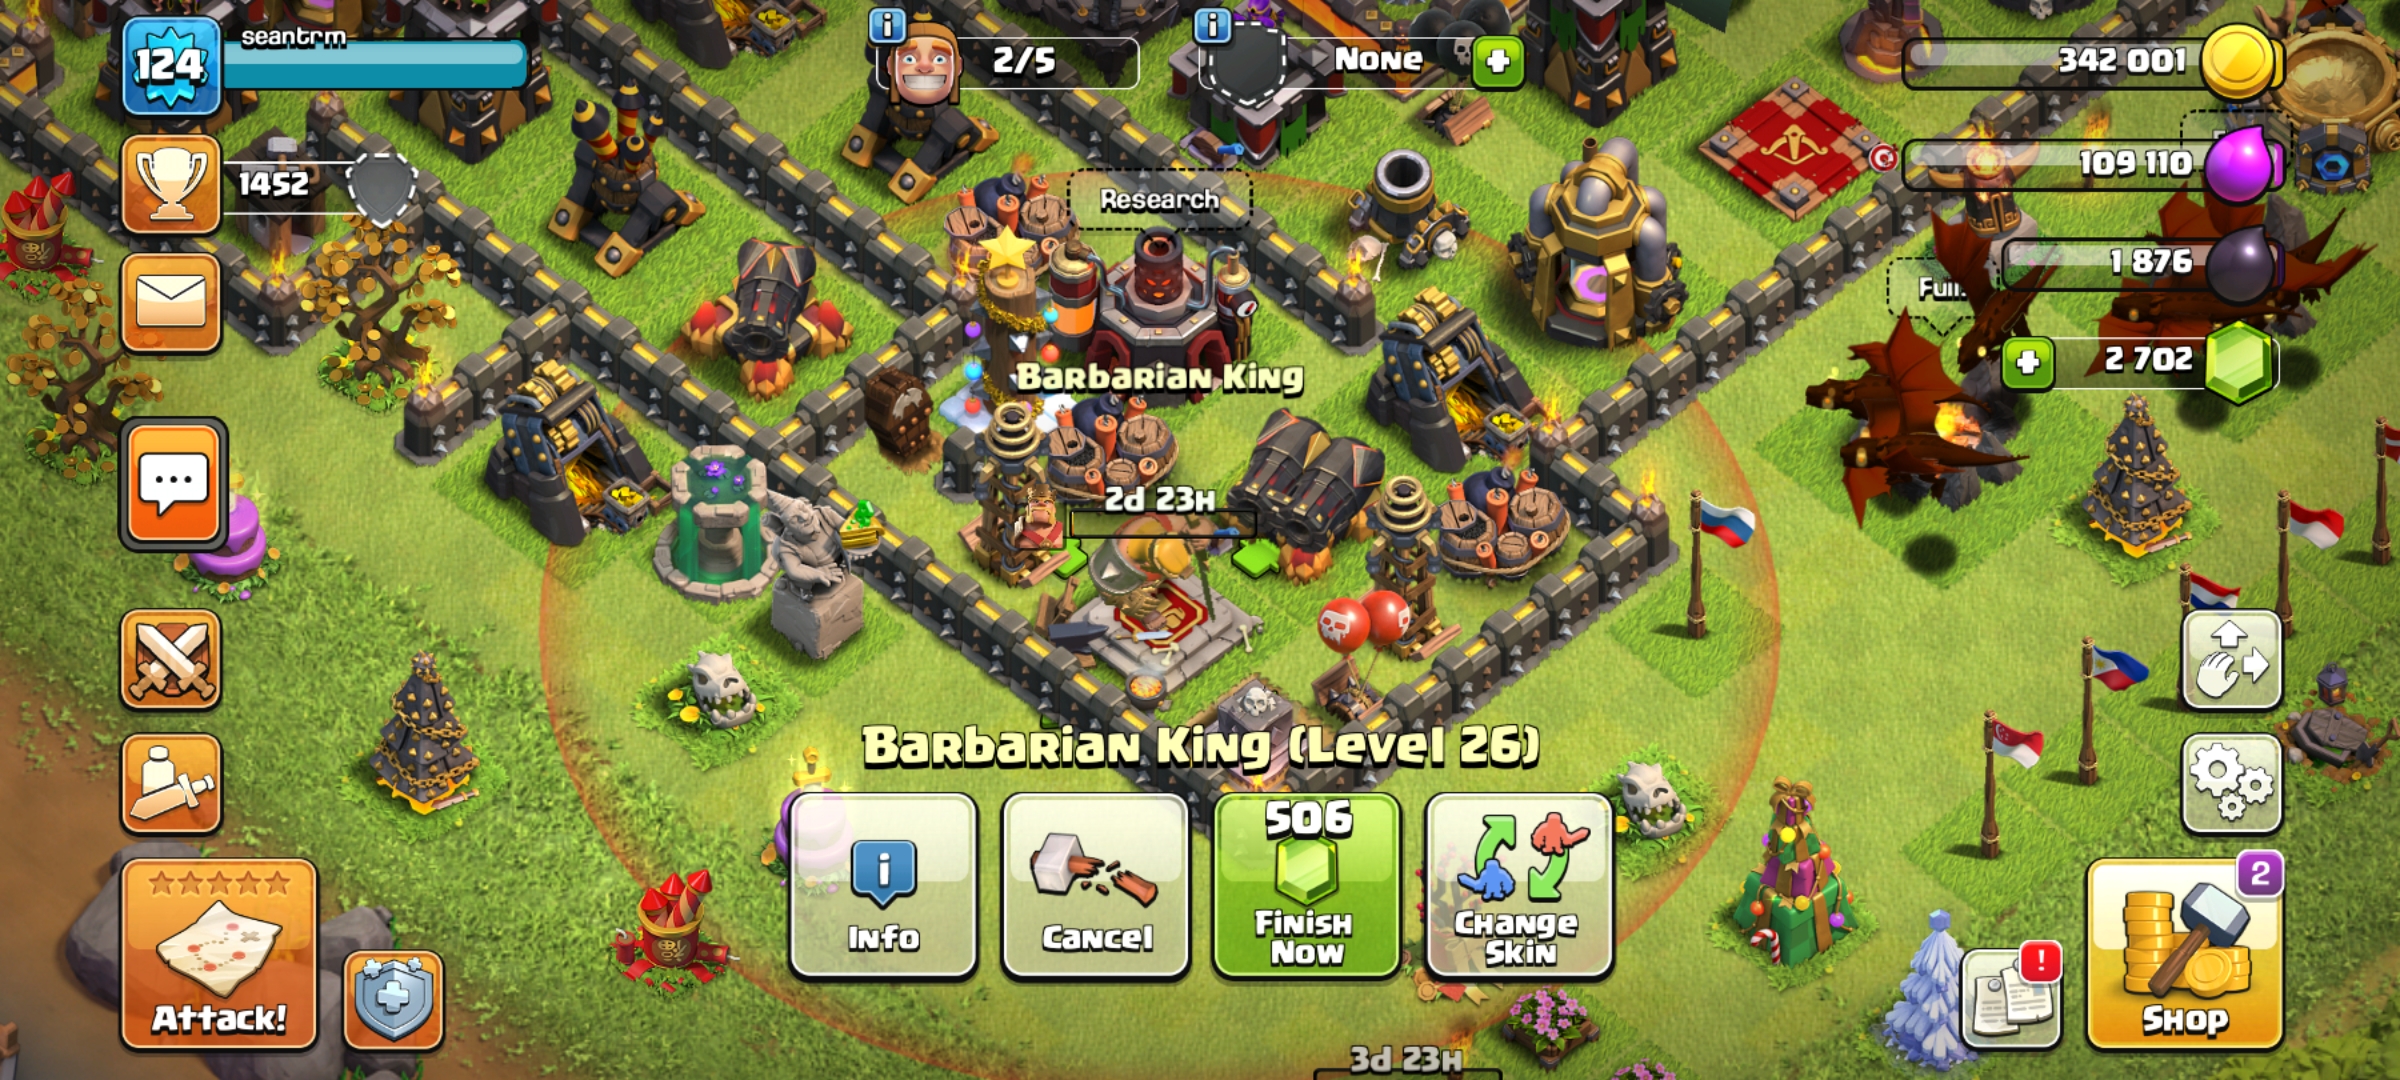 124
seantrm
2/5
None
342 001
1452
Research
109 110
1 876
Full
2 702
Barbarian King
2d 23h
Barbarian King (Level 26)
2
506
Info
Cancel
Finish Now
Change Skin
!
Attack!
Shop
3d 23h